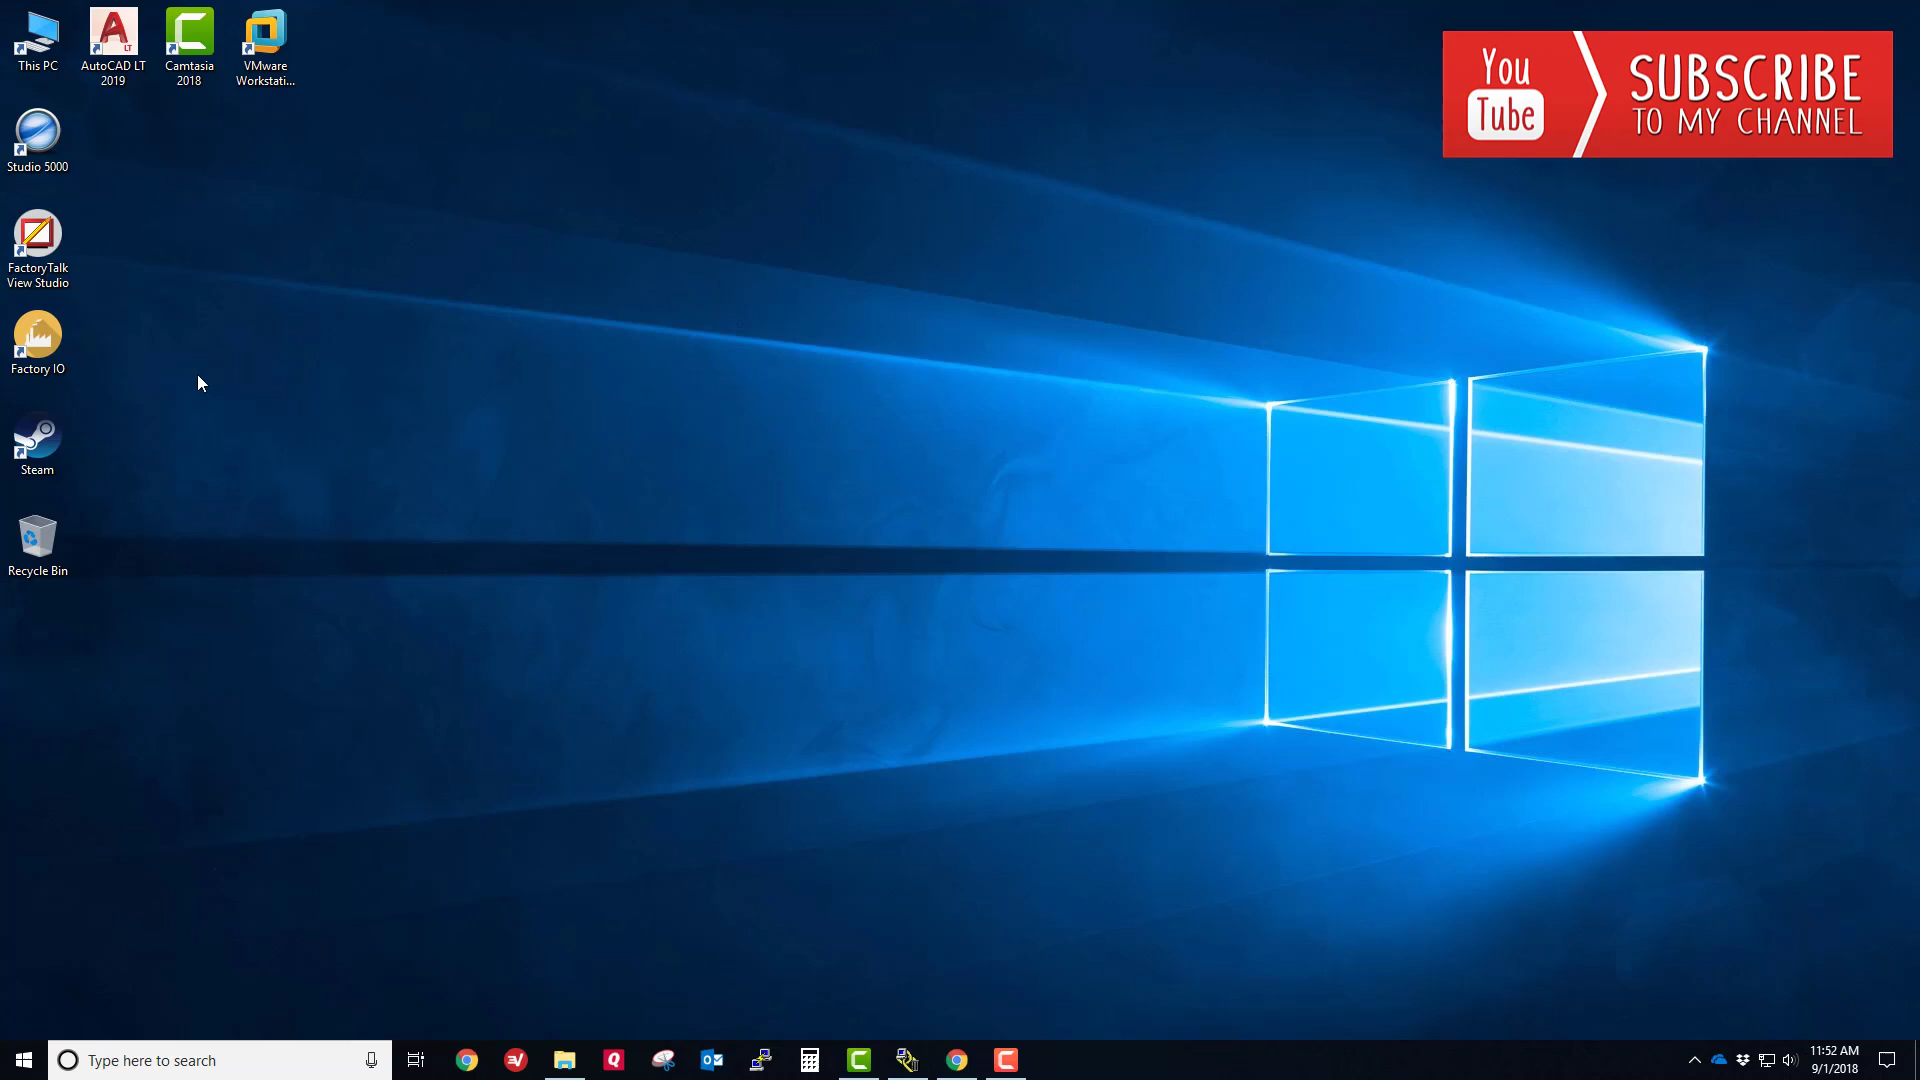 This PC
AutoCAD LT
2019
Camtasia
2018
VMware
Workstati...
Studio 5000
FactoryTalk
View Studio
Factory IO
Steam
Recycle Bin
You
Tube
SUBSCRIBE
TO MY CHANNEL
Type here to search
11:52 AM
9/1/2018